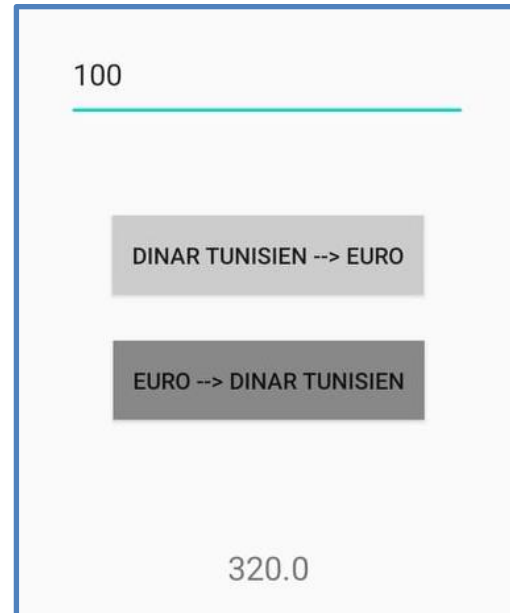 100
DINAR TUNISIEN --> EURO
EURO --> DINAR TUNISIEN
320.0